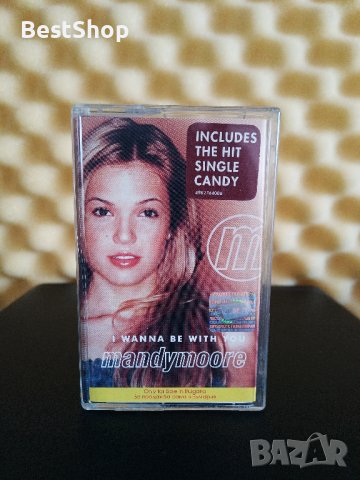 BestShop
INCLUDES
THE HIT
SINGLE
CANDY
m
I WANNA BE WITH YOU
mandymoore
BAZAR